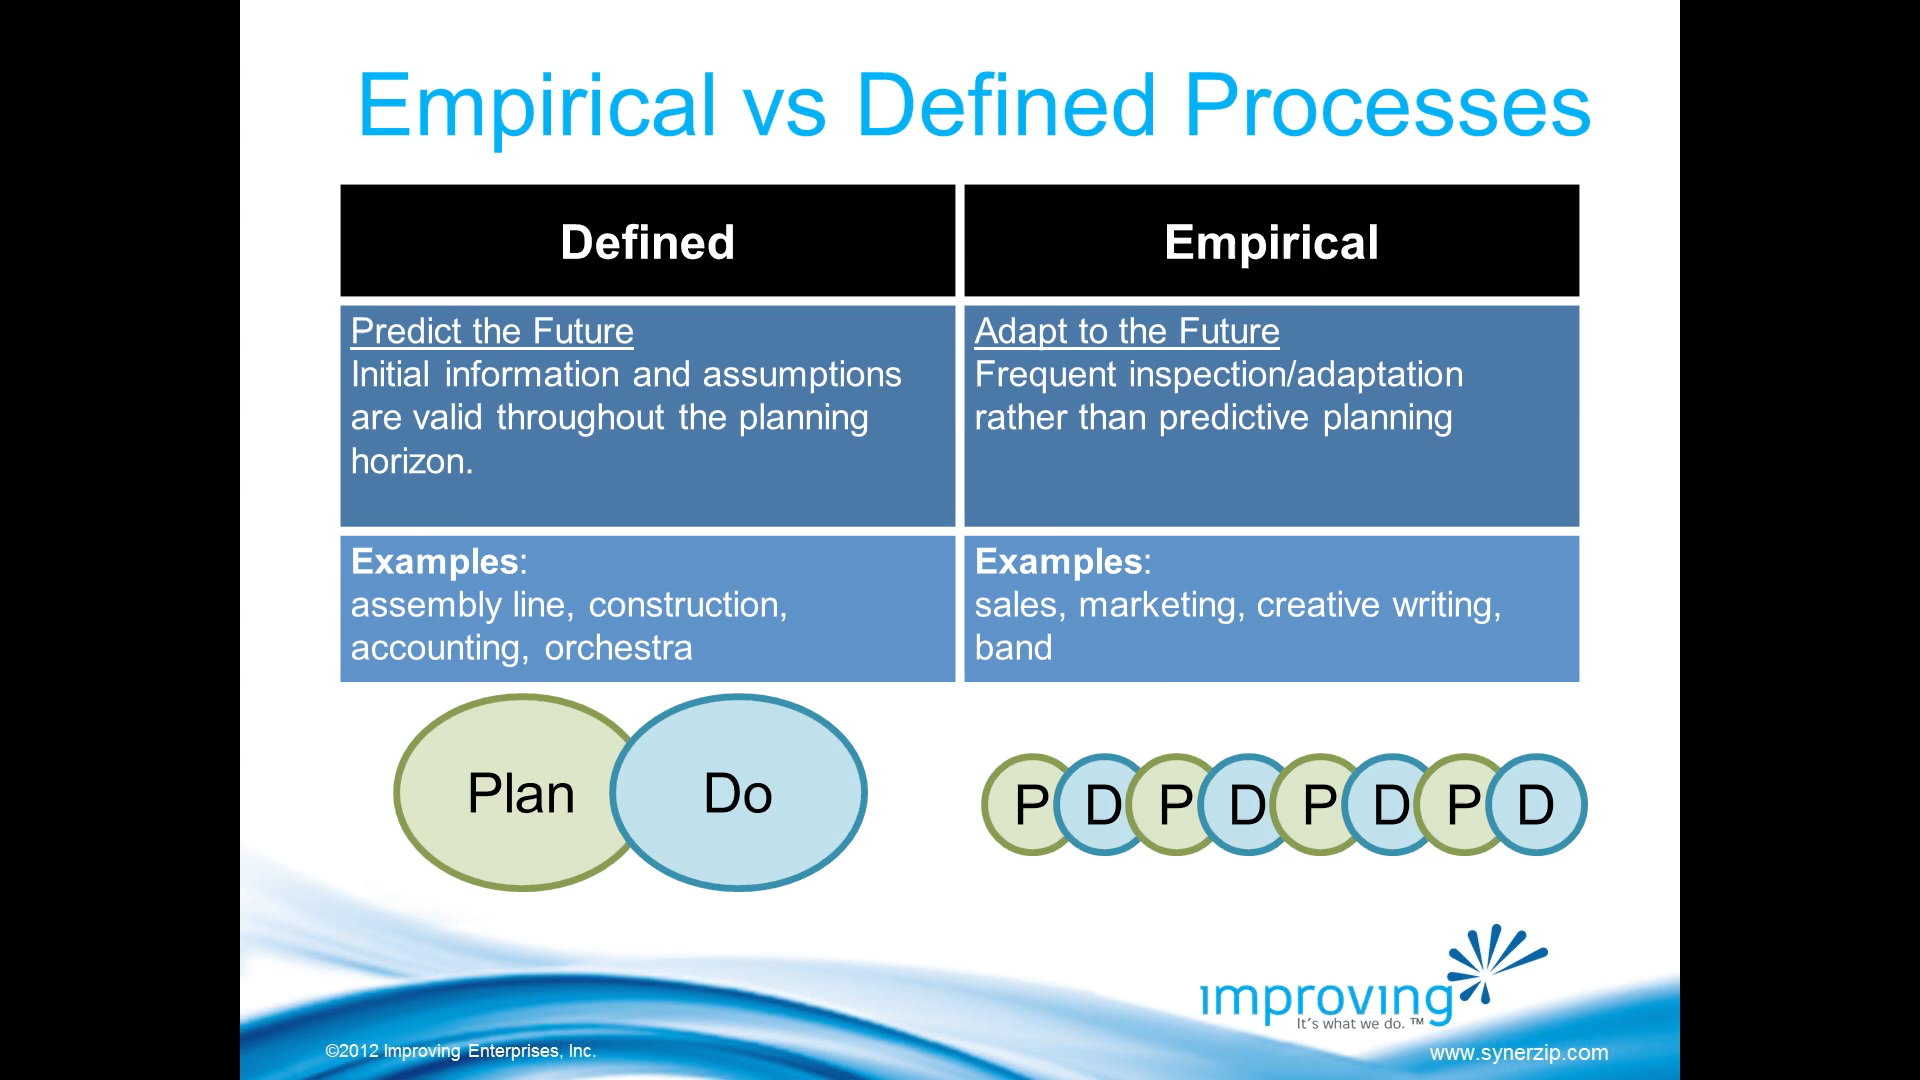 Empirical vs Defined Processes
Defined
Empirical
Predict the Future
Initial information and assumptions
are valid throughout the planning
horizon.
Adapt to the Future
Frequent inspection/adaptation
rather than predictive planning
Examples:
assembly line, construction,
accounting, orchestra
Examples:
sales, marketing, creative writing,
band
Plan
Do
P D P D P D P D
improving
It's what we do. ™
©2012 Improving Enterprises, Inc.
www.synerzip.com